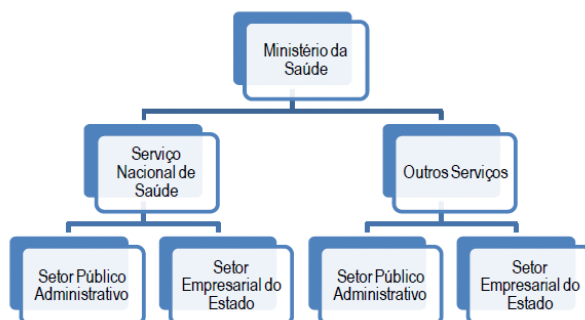 Ministério da
Saúde
Serviço
Nacional de
Saúde
Outros Serviços
Setor Público
Administrativo
Setor
Empresarial do
Estado
Setor Público
Administrativo
Setor
Empresarial do
Estado